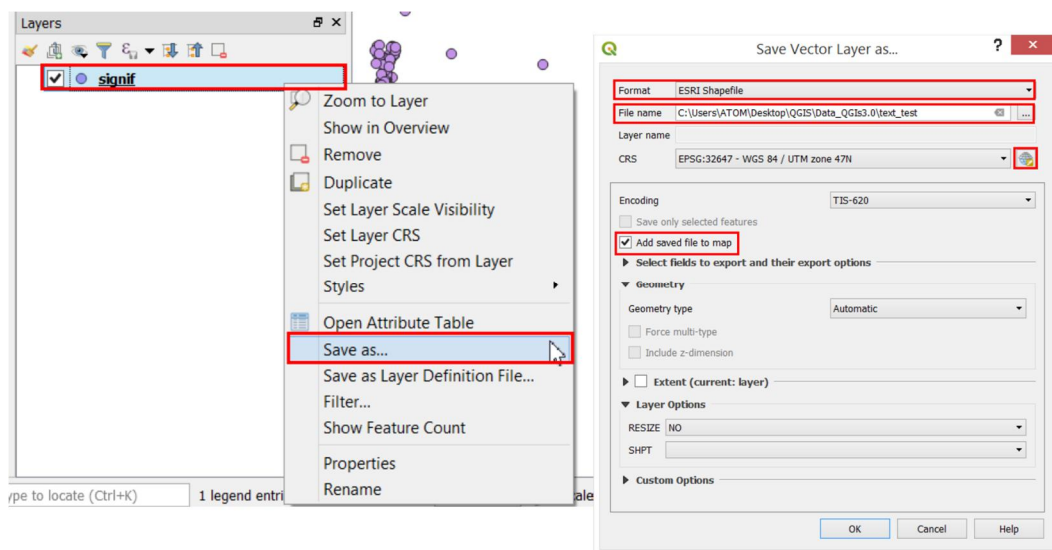 Layers
signif
Zoom to Layer
Show in Overview
Remove
Duplicate
Set Layer Scale Visibility
Set Layer CRS
Set Project CRS from Layer
Styles
Open Attribute Table
Save as...
Save as Layer Definition File...
Filter...
Show Feature Count
Properties
Rename
ype to locate (Ctrl+K)
1 legend entri
ale
Save Vector Layer as...
Format ESRI Shapefile
File name C:\Users\ATOM\Desktop\QGIS\Data_QGIs3.0\text_test
Layer name
CRS EPSG:32647 - WGS 84 / UTM zone 47N
Encoding TIS-620
Save only selected features
Add saved file to map
Select fields to export and their export options
Geometry
Geometry type Automatic
Force multi-type
Include z-dimension
Extent (current: layer)
Layer Options
RESIZE NO
SHPT
Custom Options
OK Cancel Help